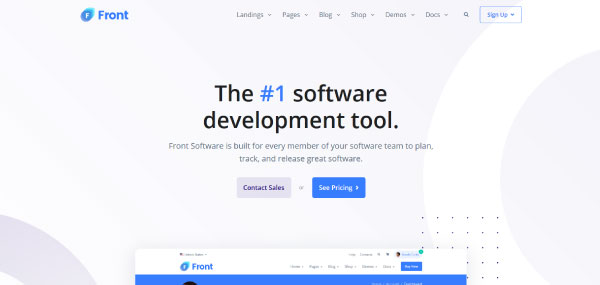 Front
Landings Pages Blog Shop Demos Docs Sign Up
The #1 software
development tool.
Front Software is built for every member of your software team to plan,
track, and release great software.
Contact Sales or See Pricing
Help
Front
Home Pages Blog Shop Demos Docs Buy Now